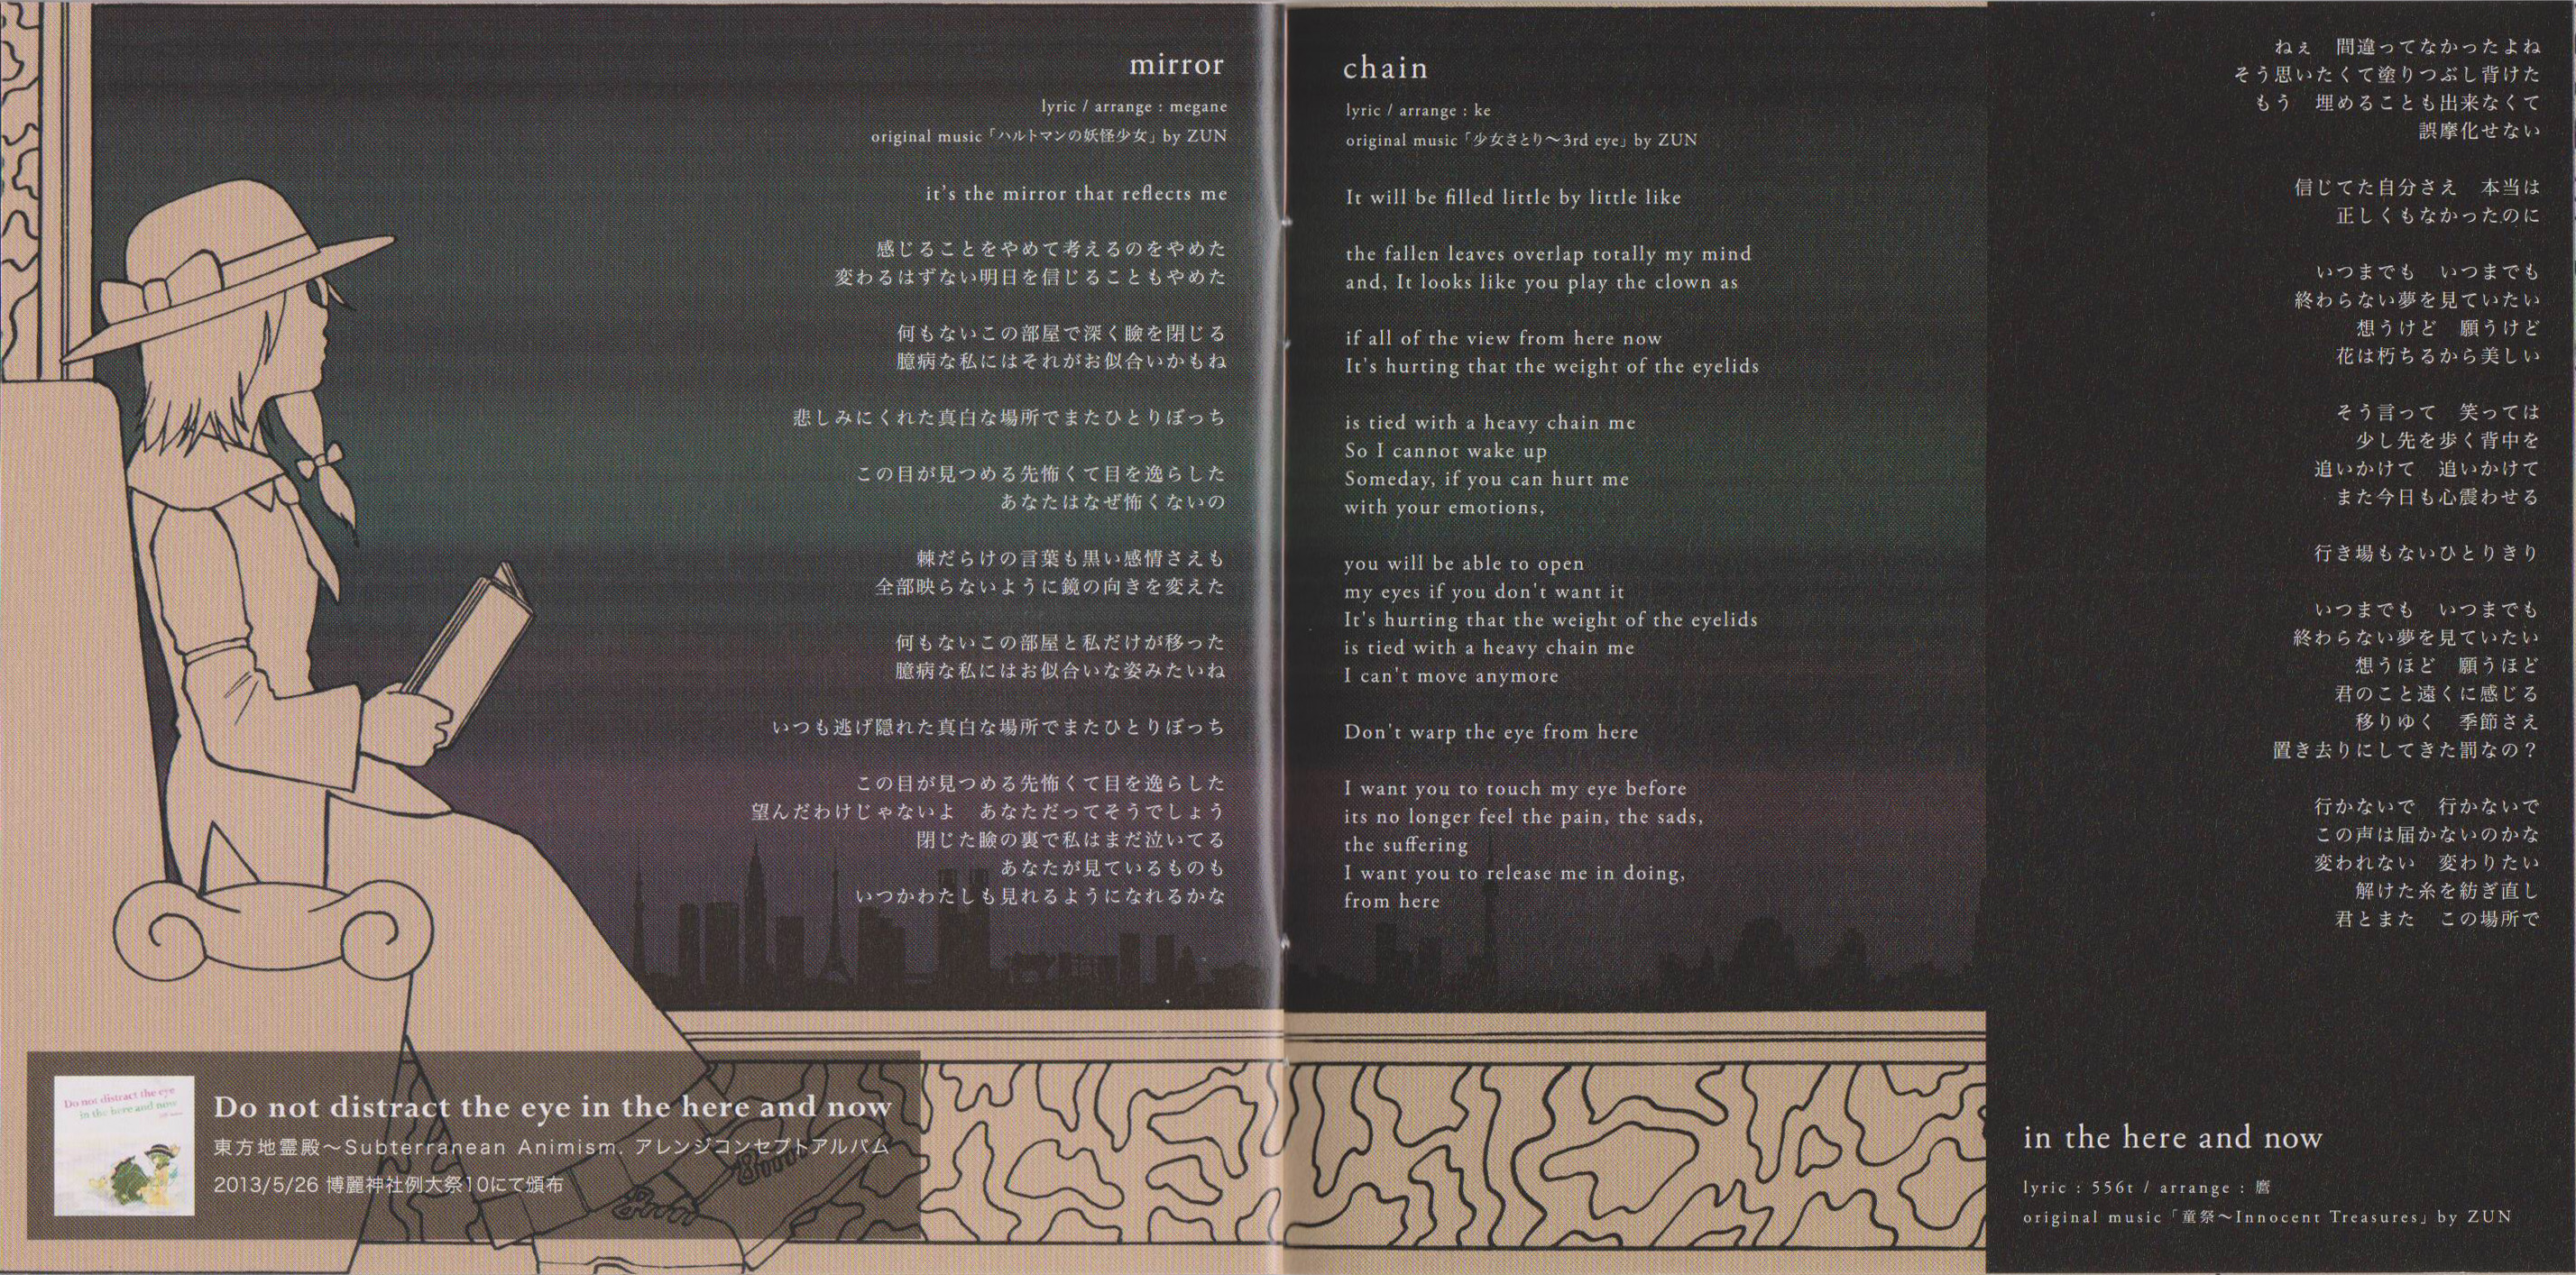 mirror
lyric / arrange : megane
original music「ハルトマンの妖怪少女」by ZUN
it's the mirror that reflects me
感じることをやめて考えるのをやめた
変わるはずない明日を信じることもやめた
何もないこの部屋で深く瞼を閉じる
臆病な私にはそれがお似合いかもね
悲しみにくれた真白な場所でまたひとりぼっち
この目が見つめる先怖くて目を逸らした
あなたはなぜ怖くないの
棘だらけの言葉も黒い感情さえも
全部映らないように鏡の向きを変えた
何もないこの部屋と私だけが移った
臆病な私にはお似合いな姿みたいね
いつも逃げ隠れた真白な場所でまたひとりぼっち
この目が見つめる先怖くて目を逸らした
望んだわけじゃないよ　あなただってそうでしょう
閉じた瞼の裏で私はまだ泣いてる
あなたが見ているものも
いつかわたしも見れるようになれるかな
Do not distract the eye
in the here and now
Do not distract the eye in the here and now
東方地霊殿～Subterranean Animism. アレンジコンセプトアルバム
2013/5/26 博麗神社例大祭10にて頒布
chain
lyric / arrange : ke
original music「少女さとり～3rd eye」by ZUN
It will be filled little by little like
the fallen leaves overlap totally my mind
and, It looks like you play the clown as
if all of the view from here now
It's hurting that the weight of the eyelids
is tied with a heavy chain me
So I cannot wake up
Someday, if you can hurt me
with your emotions,
you will be able to open
my eyes if you don't want it
It's hurting that the weight of the eyelids
is tied with a heavy chain me
I can't move anymore
Don't warp the eye from here
I want you to touch my eye before
its no longer feel the pain, the sads,
the suffering
I want you to release me in doing,
from here
ねぇ　間違ってなかったよね
そう思いたくて塗りつぶし背けた
もう　埋めることも出来なくて
誤摩化せない
信じてた自分さえ　本当は
正しくもなかったのに
いつまでも　いつまでも
終わらない夢を見ていたい
想うけど　願うけど
花は朽ちるから美しい
そう言って　笑っては
少し先を歩く背中を
追いかけて　追いかけて
また今日も心震わせる
行き場もないひとりきり
いつまでも　いつまでも
終わらない夢を見ていたい
想うほど　願うほど
君のこと遠くに感じる
移りゆく　季節さえ
置き去りにしてきた罰なの？
行かないで　行かないで
この声は届かないのかな
変われない　変わりたい
解けた糸を紡ぎ直し
君とまた　この場所で
in the here and now
lyric : 556t / arrange : 麿
original music「童祭～Innocent Treasures」by ZUN